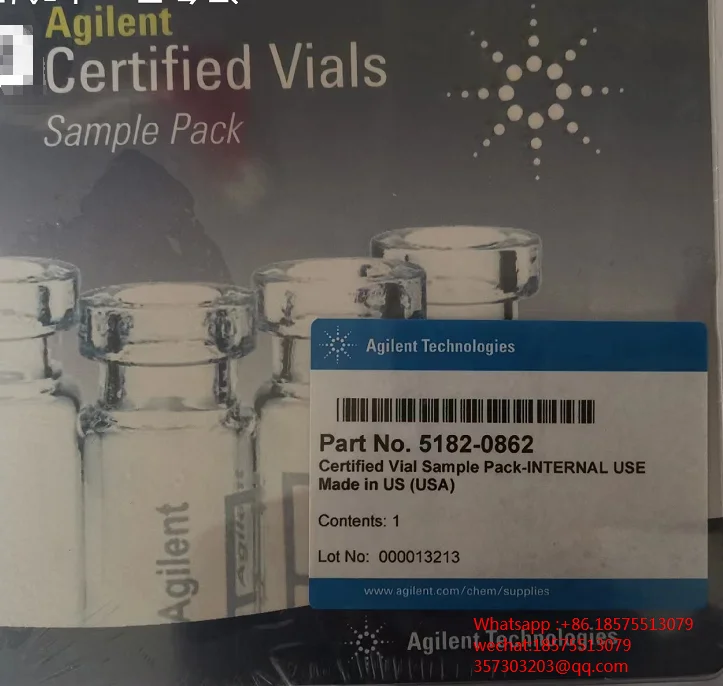 Agilent
Certified Vials
Sample Pack
Agilent Technologies
Part No. 5182-0862
Certified Vial Sample Pack-INTERNAL USE
Made in US (USA)
Contents: 1
Lot No: 000013213
www.agilent.com/chem/supplies
Agilent
Agilent
Agilent Technologies
Whatsapp :+86 18575513079
wechat:18575513079
357303203@qq.com